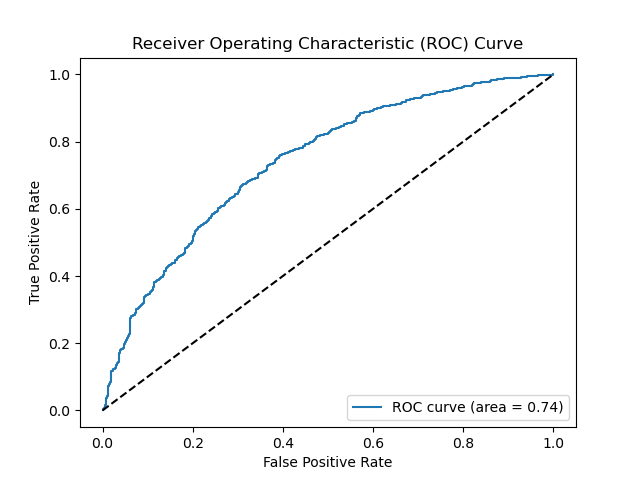 Receiver Operating Characteristic (ROC) Curve
True Positive Rate
1.0
0.8
0.6
0.4
0.2
0.0
ROC curve (area = 0.74)
0.0 0.2 0.4 0.6 0.8 1.0
False Positive Rate